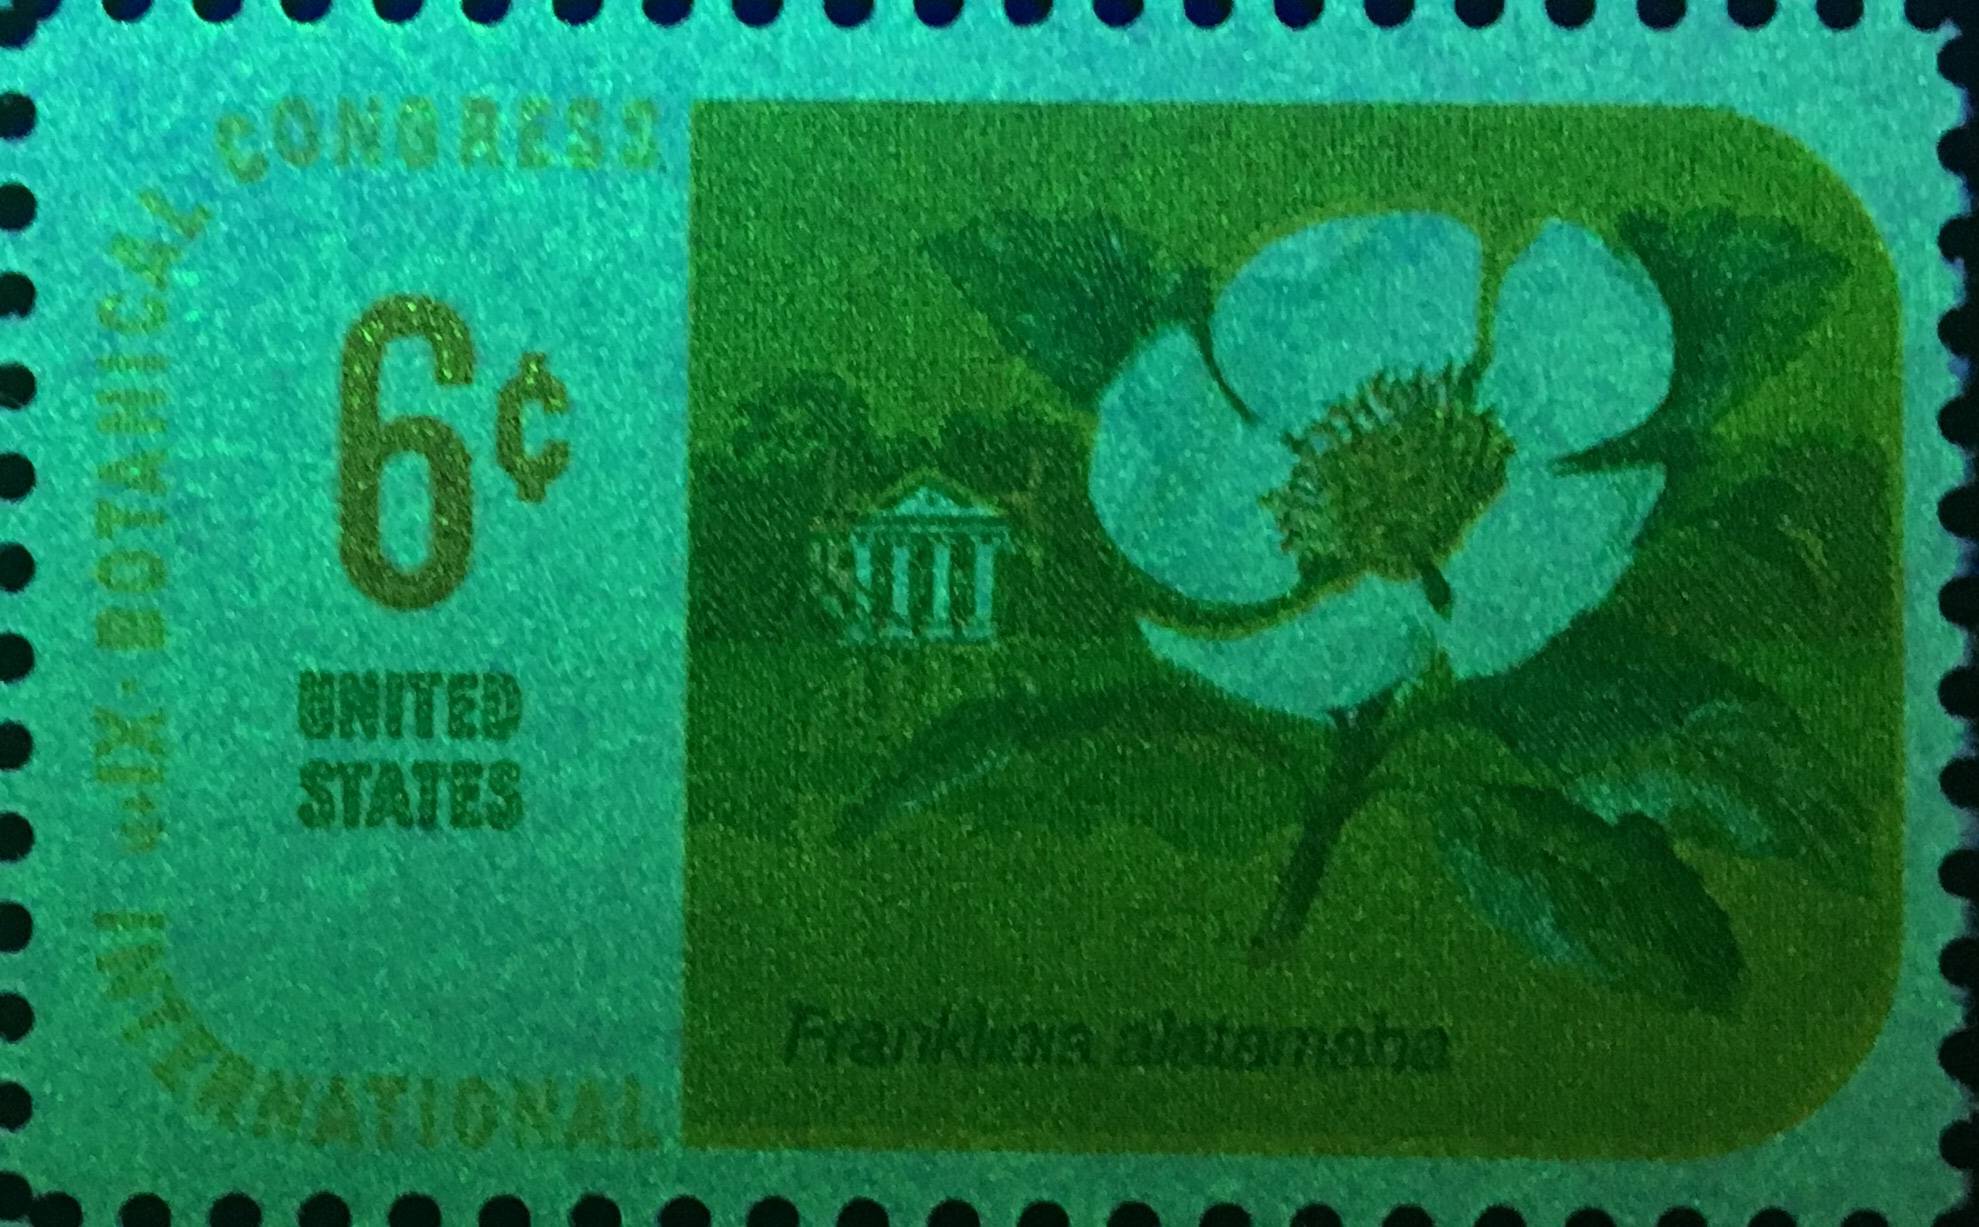 XI · BOTANICAL CONGRESS
INTERNATIONAL
6¢
UNITED
STATES
Franklinia alatamaha